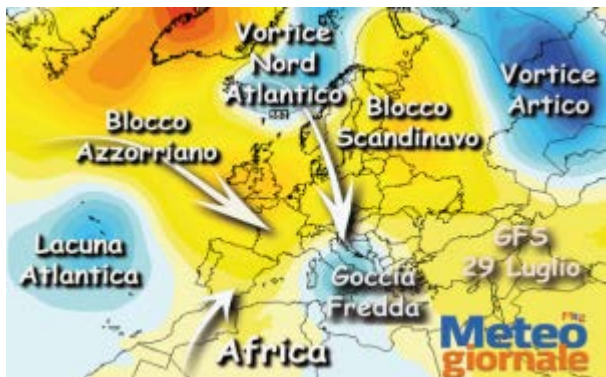 Vortice
Nord
Atlantico
Vortice
Artico
Blocco
Azzorriano
Blocco
Scandinavo
Lacuna
Atlantica
Goccia
Fredda
GFS
29 Luglio
Africa
Meteo
giornale